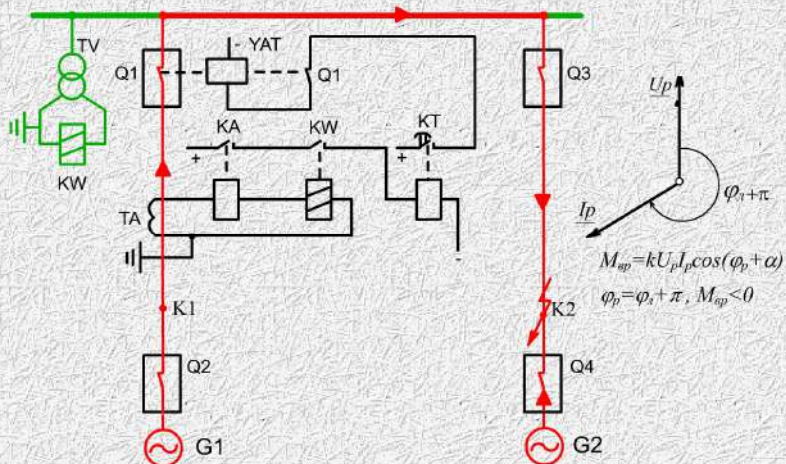 TV
YAT
Q1
Q1
Q3
KA
KW
KT
Up
+
+
KW
φл+π
TA
Ip
Mвр=kUpIpcos(φp+α)
K1
φp=φл+π, Mвр<0
K2
Q2
Q4
G1
G2